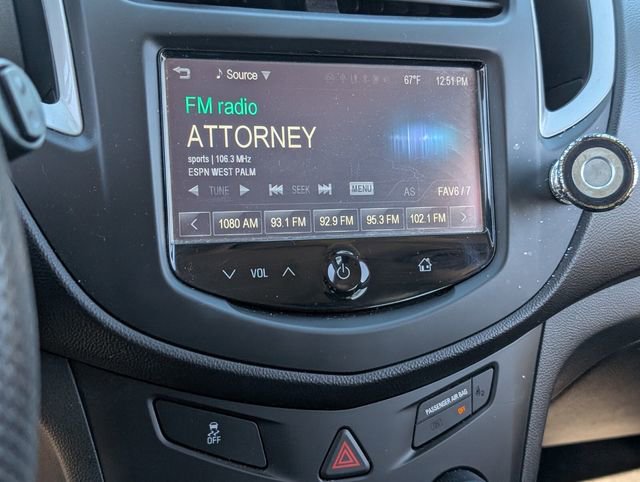 Source 67°F 12:51 PM
FM radio
ATTORNEY
sports | 106.3 MHz
ESPN WEST PALM
TUNE SEEK MENU AS FAV6 / 7
1080 AM 93.1 FM 92.9 FM 95.3 FM 102.1 FM
VOL
PASSENGER AIR BAG
OFF
OFF